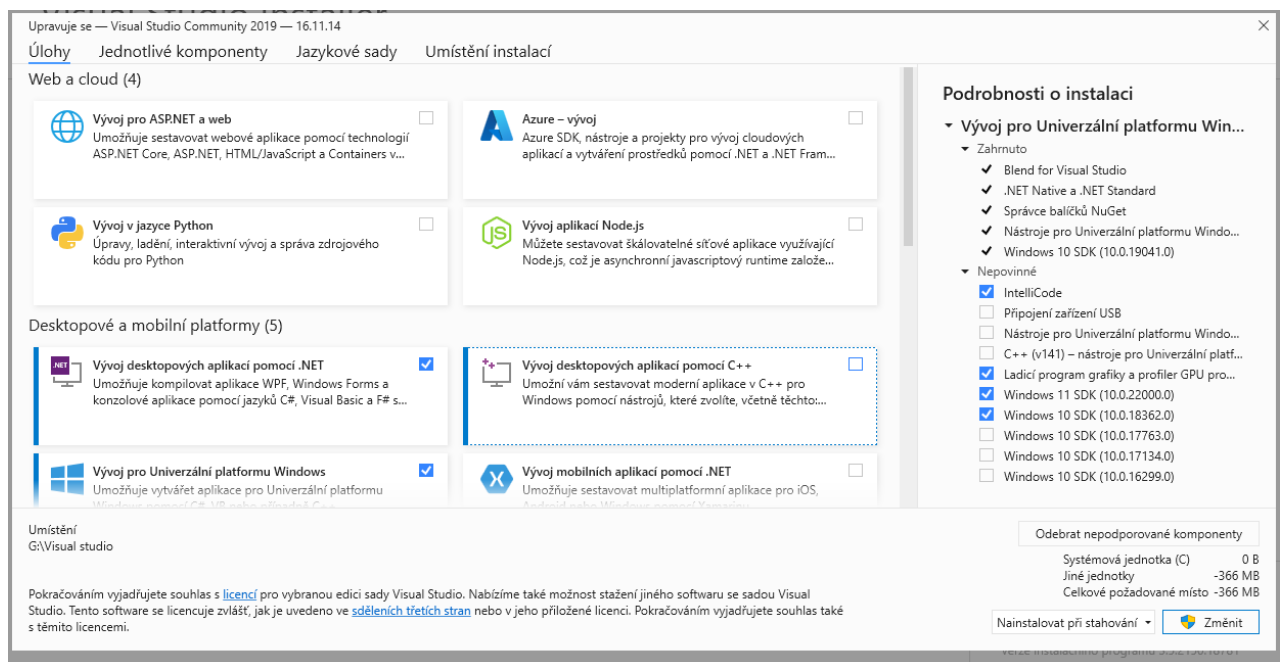 Visual Studio Installer
Upravuje se — Visual Studio Community 2019 — 16.11.14
Úlohy Jednotlivé komponenty Jazykové sady Umístění instalací
Web a cloud (4)
Vývoj pro ASP.NET a web
Umožňuje sestavovat webové aplikace pomocí technologií
ASP.NET Core, ASP.NET, HTML/JavaScript a Containers v...
Azure – vývoj
Azure SDK, nástroje a projekty pro vývoj cloudových
aplikací a vytváření prostředků pomocí .NET a .NET Fram...
Vývoj v jazyce Python
Úpravy, ladění, interaktivní vývoj a správa zdrojového
kódu pro Python
Vývoj aplikací Node.js
Můžete sestavovat škálovatelné síťové aplikace využívající
Node.js, což je asynchronní javascriptový runtime založe...
JS
Desktopové a mobilní platformy (5)
.NET
Vývoj desktopových aplikací pomocí .NET
Umožňuje kompilovat aplikace WPF, Windows Forms a
konzolové aplikace pomocí jazyků C#, Visual Basic a F# s...
Vývoj desktopových aplikací pomocí C++
Umožní vám sestavovat moderní aplikace v C++ pro
Windows pomocí nástrojů, které zvolíte, včetně těchto:...
Vývoj pro Univerzální platformu Windows
Umožňuje vytvářet aplikace pro Univerzální platformu
Windows pomocí C#, VB nebo případně C++
Vývoj mobilních aplikací pomocí .NET
Umožňuje sestavovat multiplatformní aplikace pro iOS,
Android nebo Windows pomocí Xamarinu
Podrobnosti o instalaci
Vývoj pro Univerzální platformu Win...
Zahrnuto
Blend for Visual Studio
.NET Native a .NET Standard
Správce balíčků NuGet
Nástroje pro Univerzální platformu Windo...
Windows 10 SDK (10.0.19041.0)
Nepovinné
IntelliCode
Připojení zařízení USB
Nástroje pro Univerzální platformu Windo...
C++ (v141) – nástroje pro Univerzální platf...
Ladicí program grafiky a profiler GPU pro...
Windows 11 SDK (10.0.22000.0)
Windows 10 SDK (10.0.18362.0)
Windows 10 SDK (10.0.17763.0)
Windows 10 SDK (10.0.17134.0)
Windows 10 SDK (10.0.16299.0)
Umístění
G:\Visual studio
Pokračováním vyjadřujete souhlas s licencí pro vybranou edici sady Visual Studio. Nabízíme také možnost stažení jiného softwaru se sadou Visual
Studio. Tento software se licencuje zvlášť, jak je uvedeno ve sděleních třetích stran nebo v jeho přiložené licenci. Pokračováním vyjadřujete souhlas také
s těmito licencemi.
Odebrat nepodporované komponenty
Systémová jednotka (C) 0 B
Jiné jednotky -366 MB
Celkové požadované místo -366 MB
Nainstalovat při stahování
Změnit